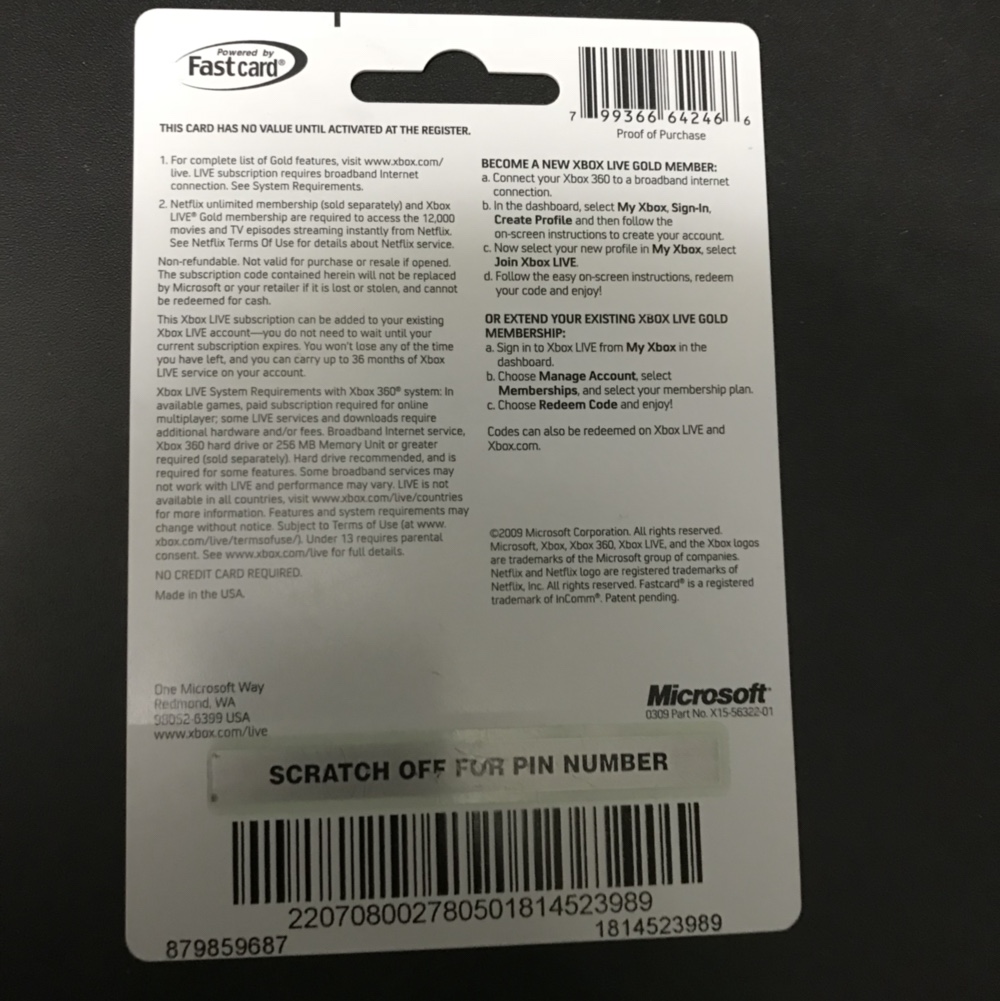 Powered by
Fastcard®
7 99366 64246 6
Proof of Purchase
THIS CARD HAS NO VALUE UNTIL ACTIVATED AT THE REGISTER.
1. For complete list of Gold features, visit www.xbox.com/
live. LIVE subscription requires broadband Internet
connection. See System Requirements.
2. Netflix unlimited membership (sold separately) and Xbox
LIVE® Gold membership are required to access the 12,000
movies and TV episodes streaming instantly from Netflix.
See Netflix Terms Of Use for details about Netflix service.
Non-refundable. Not valid for purchase or resale if opened.
The subscription code contained herein will not be replaced
by Microsoft or your retailer if it is lost or stolen, and cannot
be redeemed for cash.
This Xbox LIVE subscription can be added to your existing
Xbox LIVE account—you do not need to wait until your
current subscription expires. You won't lose any of the time
you have left, and you can carry up to 36 months of Xbox
LIVE service on your account.
Xbox LIVE System Requirements with Xbox 360® system: In
available games, paid subscription required for online
multiplayer; some LIVE services and downloads require
additional hardware and/or fees. Broadband Internet service,
Xbox 360 hard drive or 256 MB Memory Unit or greater
required (sold separately). Hard drive recommended, and is
required for some features. Some broadband services may
not work with LIVE and performance may vary. LIVE is not
available in all countries, visit www.xbox.com/live/countries
for more information. Features and system requirements may
change without notice. Subject to Terms of Use (at www.
xbox.com/live/termsofuse/). Under 13 requires parental
consent. See www.xbox.com/live for full details.
NO CREDIT CARD REQUIRED.
Made in the USA.
BECOME A NEW XBOX LIVE GOLD MEMBER:
a. Connect your Xbox 360 to a broadband internet
connection.
b. In the dashboard, select My Xbox, Sign-In,
Create Profile and then follow the
on-screen instructions to create your account.
c. Now select your new profile in My Xbox, select
Join Xbox LIVE.
d. Follow the easy on-screen instructions, redeem
your code and enjoy!
OR EXTEND YOUR EXISTING XBOX LIVE GOLD
MEMBERSHIP:
a. Sign in to Xbox LIVE from My Xbox in the
dashboard.
b. Choose Manage Account, select
Memberships, and select your membership plan.
c. Choose Redeem Code and enjoy!
Codes can also be redeemed on Xbox LIVE and
Xbox.com.
©2009 Microsoft Corporation. All rights reserved.
Microsoft, Xbox, Xbox 360, Xbox LIVE, and the Xbox logos
are trademarks of the Microsoft group of companies.
Netflix and Netflix logo are registered trademarks of
Netflix, Inc. All rights reserved. Fastcard® is a registered
trademark of InComm®. Patent pending.
One Microsoft Way
Redmond, WA
98052-6399 USA
www.xbox.com/live
Microsoft®
0309 Part No. X15-56322-01
SCRATCH OFF FOR PIN NUMBER
220708002780501814523989
1814523989
879859687